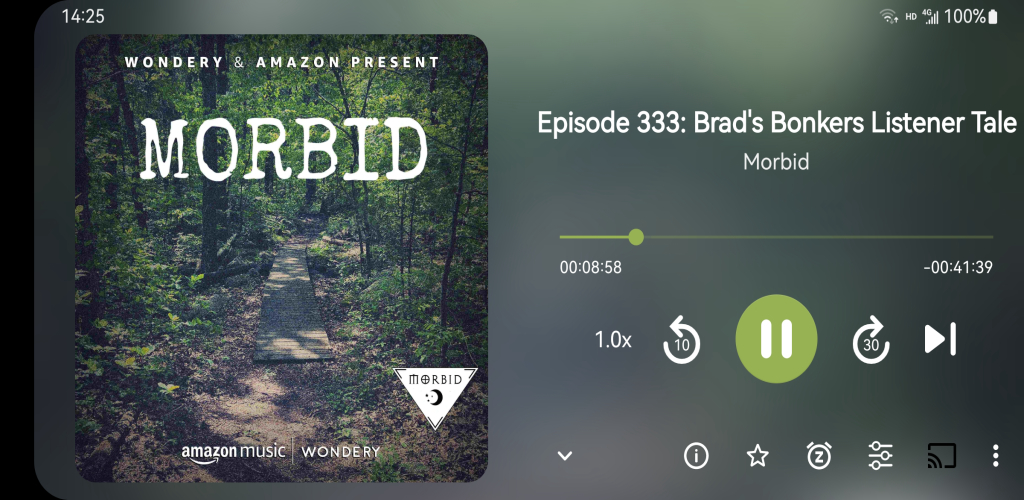 14:25
HD 4G 100%
WONDERY & AMAZON PRESENT
MORBID
MORBID
amazon music | WONDERY
Episode 333: Brad's Bonkers Listener Tale
Morbid
00:08:58
-00:41:39
1.0x
10
30
i
z